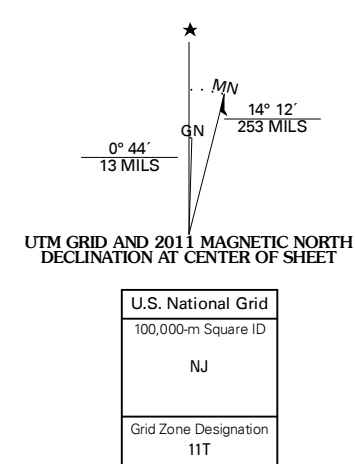 MN
GN
14° 12´
253 MILS
0° 44´
13 MILS
UTM GRID AND 2011 MAGNETIC NORTH
DECLINATION AT CENTER OF SHEET
U.S. National Grid
100,000-m Square ID
NJ
Grid Zone Designation
11T